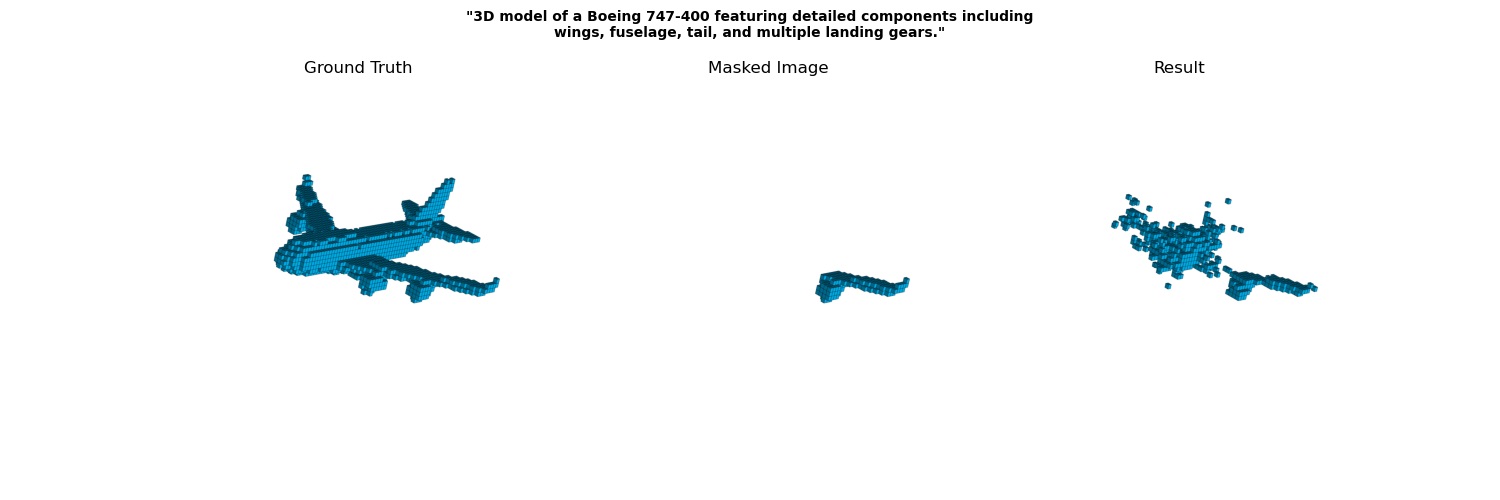 "3D model of a Boeing 747-400 featuring detailed components including
wings, fuselage, tail, and multiple landing gears."
Ground Truth
Masked Image
Result